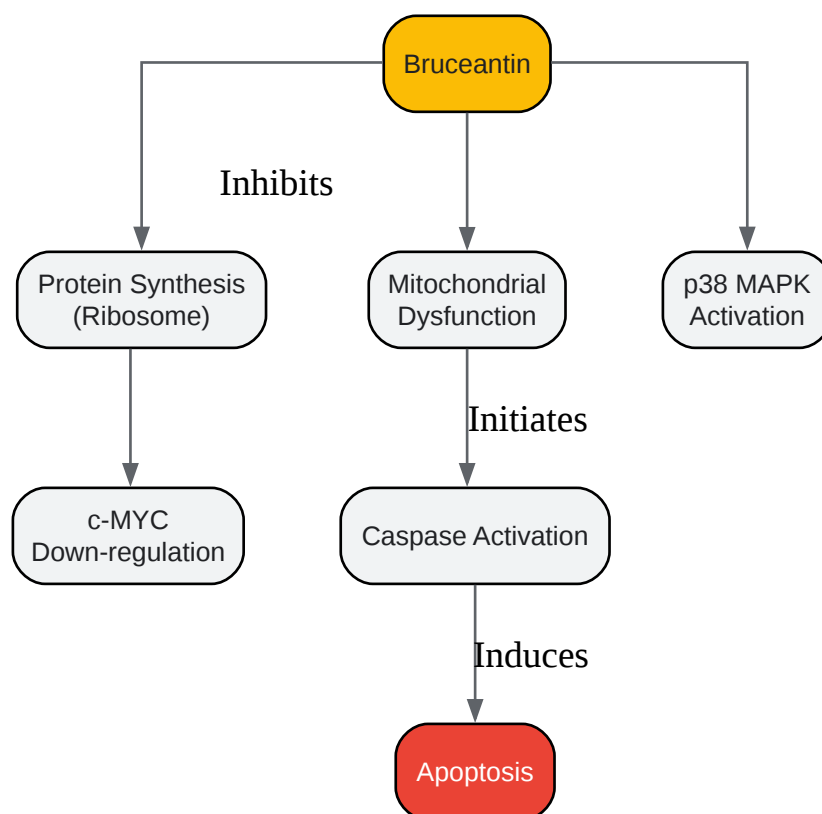 Bruceantin
Inhibits
Protein Synthesis
(Ribosome)
Mitochondrial
Dysfunction
p38 MAPK
Activation
Initiates
c-MYC
Down-regulation
Caspase Activation
Induces
Apoptosis